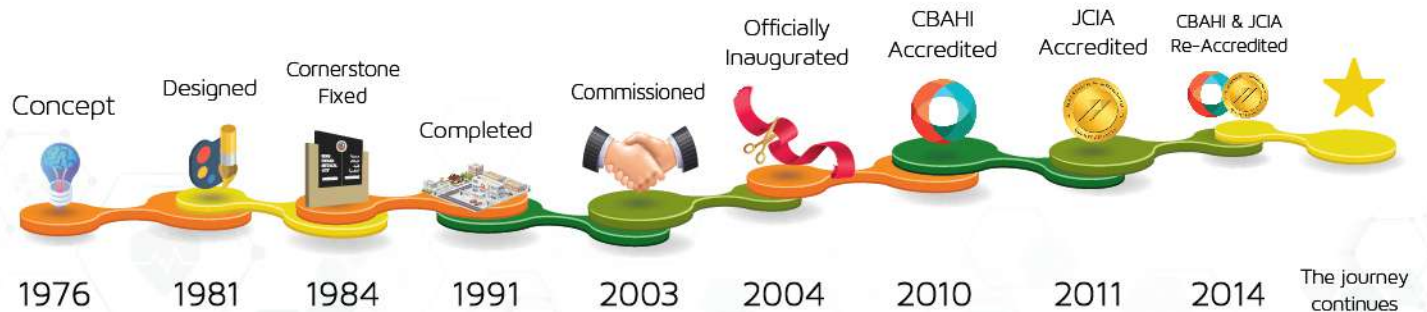 Concept
Designed
Cornerstone
Fixed
Completed
Commissioned
Officially
Inaugurated
CBAHI
Accredited
JCIA
Accredited
CBAHI & JCIA
Re-Accredited
1976
1981
1984
1991
2003
2004
2010
2011
2014
The journey
continues